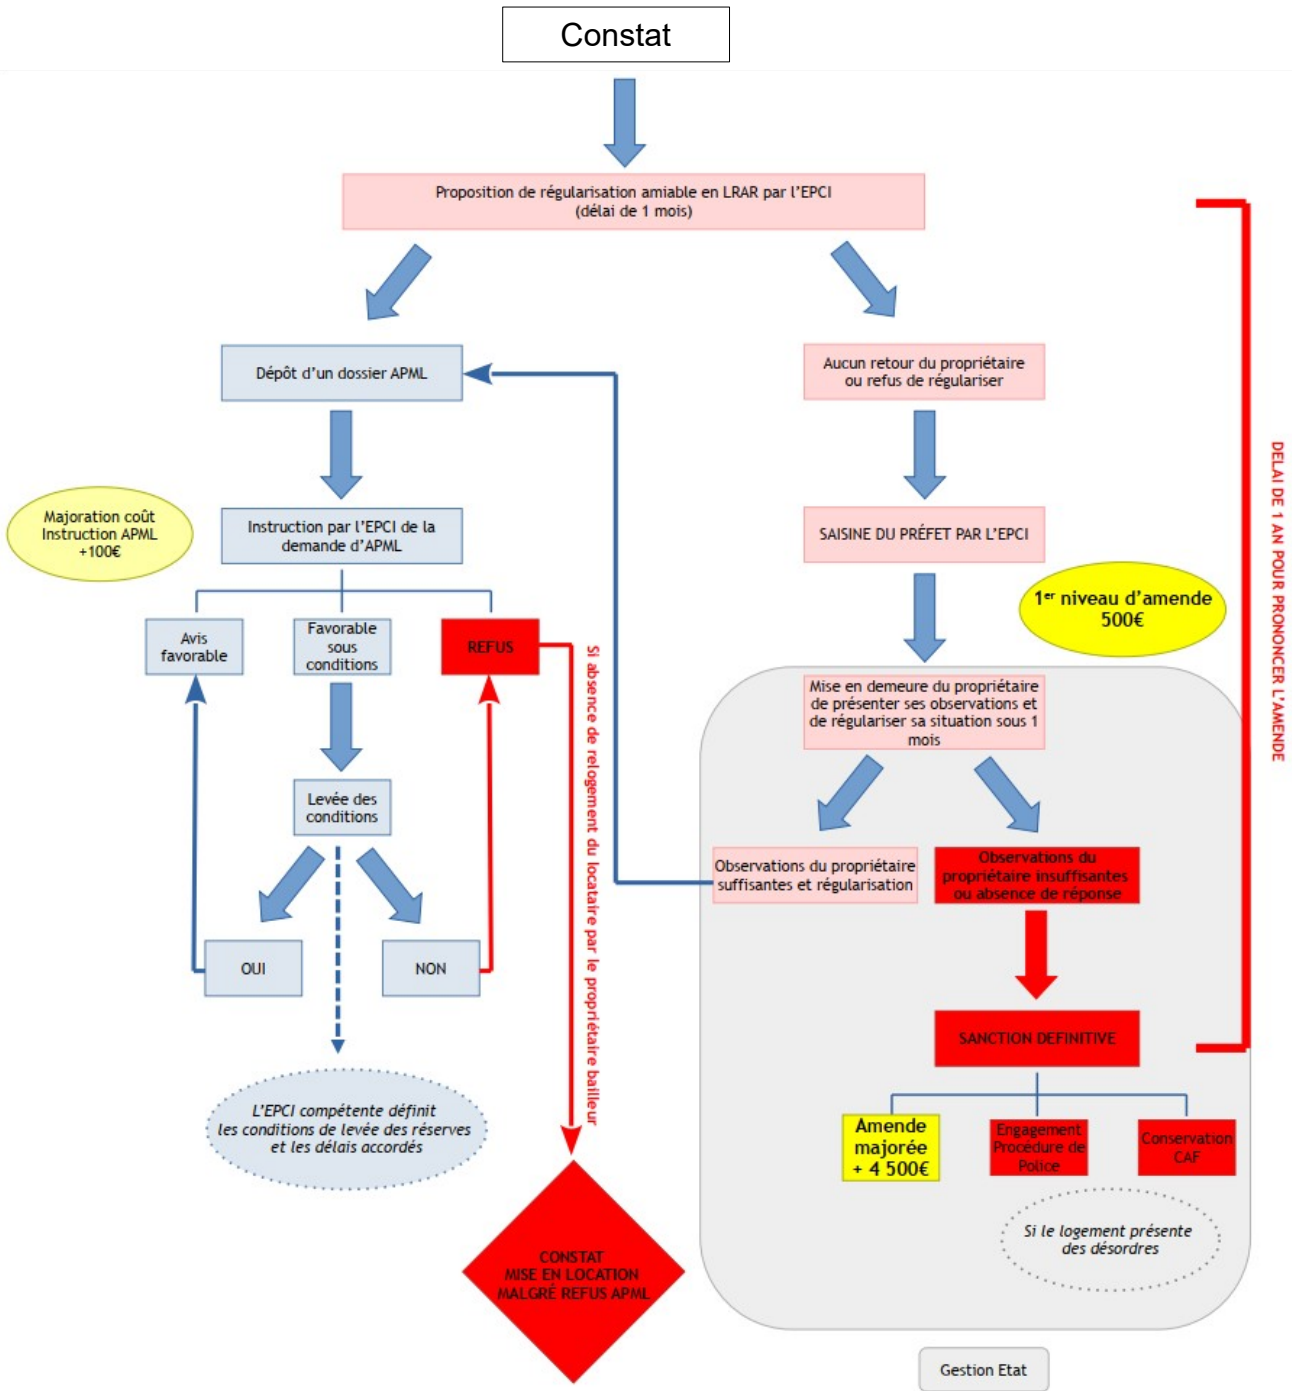 Constat
Proposition de régularisation amiable en LRAR par l'EPCI
(délai de 1 mois)
Dépôt d'un dossier APML
Aucun retour du propriétaire
ou refus de régulariser
Majoration coût
Instruction APML
+100€
Instruction par l'EPCI de la
demande d'APML
SAISINE DU PRÉFET PAR L'EPCI
1er niveau d'amende
500€
DELAI DE 1 AN POUR PRONONCER L'AMENDE
Avis
favorable
Favorable
sous
conditions
REFUS
Si absence de relogement du locataire par le propriétaire bailleur
Mise en demeure du propriétaire
de présenter ses observations et
de régulariser sa situation sous 1
mois
Levée des
conditions
Observations du propriétaire
suffisantes et régularisation
Observations du
propriétaire insuffisantes
ou absence de réponse
OUI
NON
SANCTION DEFINITIVE
L'EPCI compétente définit
les conditions de levée des réserves
et les délais accordés
Amende
majorée
+ 4 500€
Engagement
Procédure de
Police
Conservation
CAF
Si le logement présente
des désordres
CONSTAT
MISE EN LOCATION
MALGRÉ REFUS APML
Gestion Etat